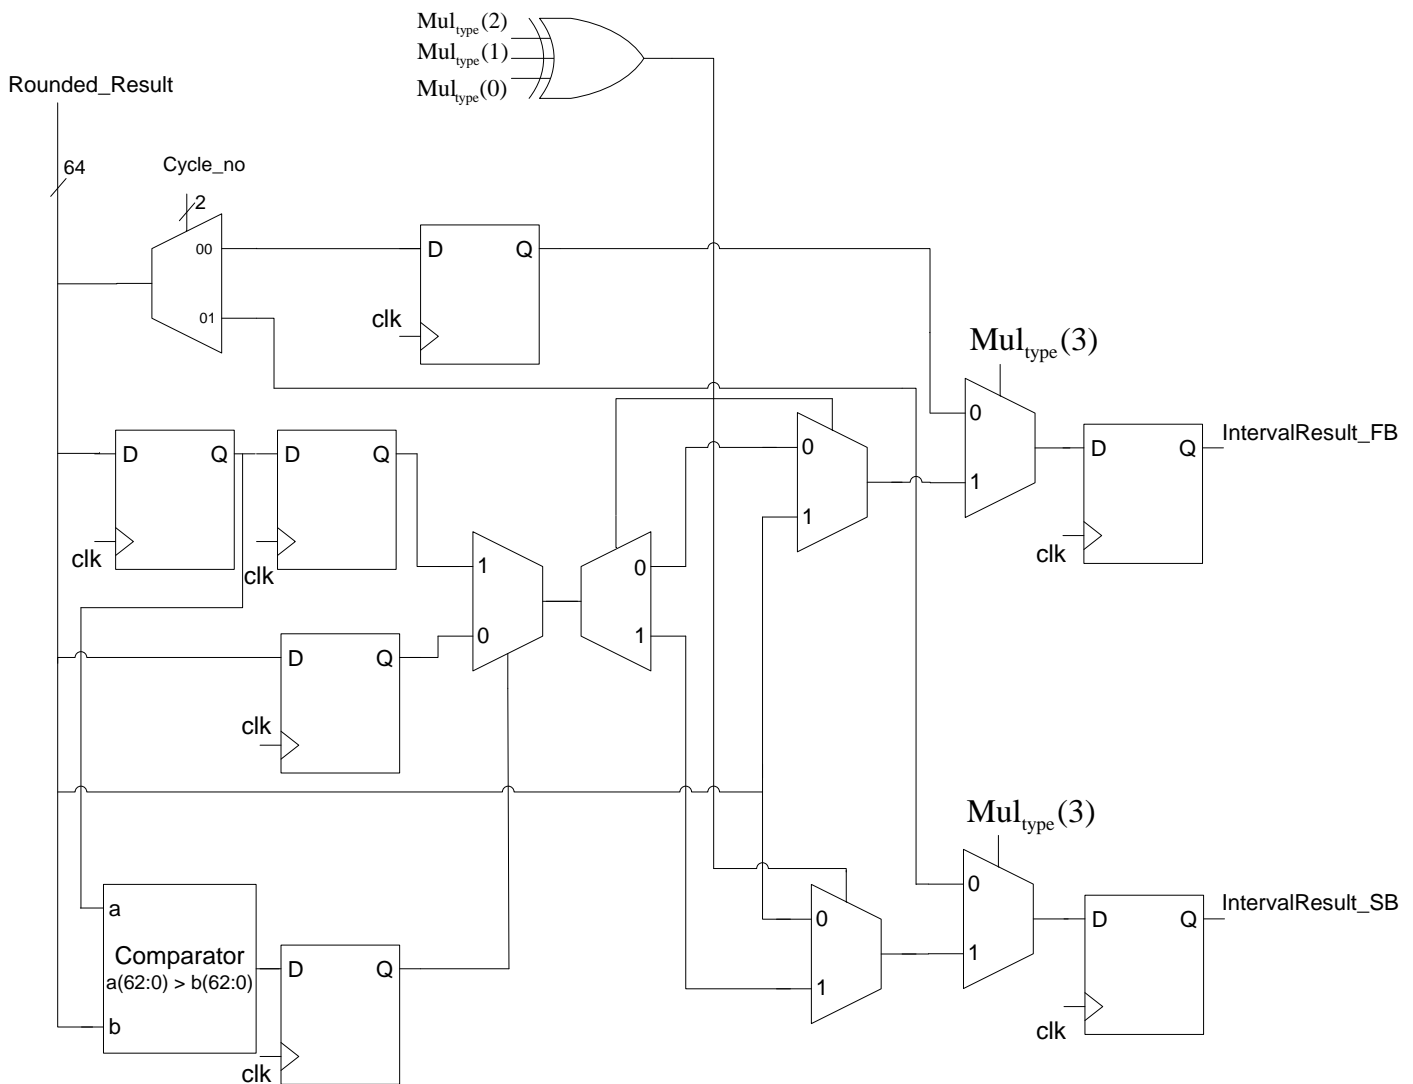 Mul_type(2)
Mul_type(1)
Mul_type(0)
Rounded_Result
64
Cycle_no
2
00
01
D Q
clk
Mul_type(3)
0
1
D Q
clk
IntervalResult_FB
D Q
clk
D Q
clk
1
0
0
1
0
1
D Q
clk
Mul_type(3)
0
1
D Q
clk
IntervalResult_SB
0
1
a
Comparator
a(62:0) > b(62:0)
b
D Q
clk